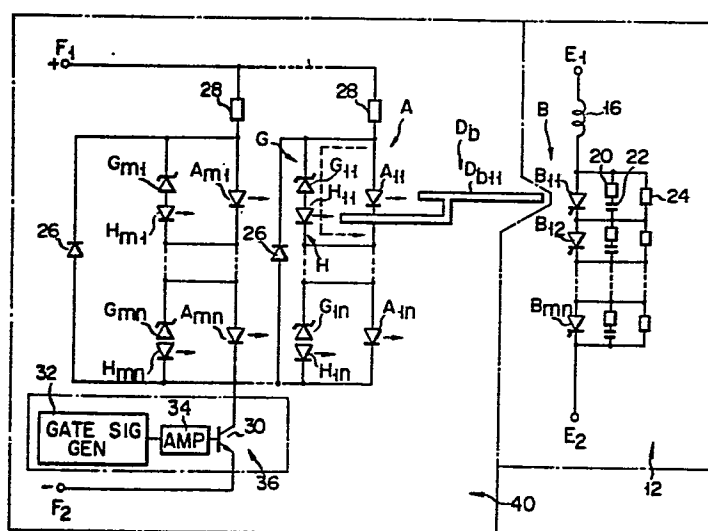 F1
+
28
28
A
G
Gm1
Am1
G11
A11
Hm1
H11
26
26
H
Db
Db11
Gmn
Amn
G1n
A1n
Hmn
H1n
32
34
30
GATE SIG
GEN
AMP
36
-
F2
40
E1
16
B
20
22
B11
24
B12
Bmn
E2
12